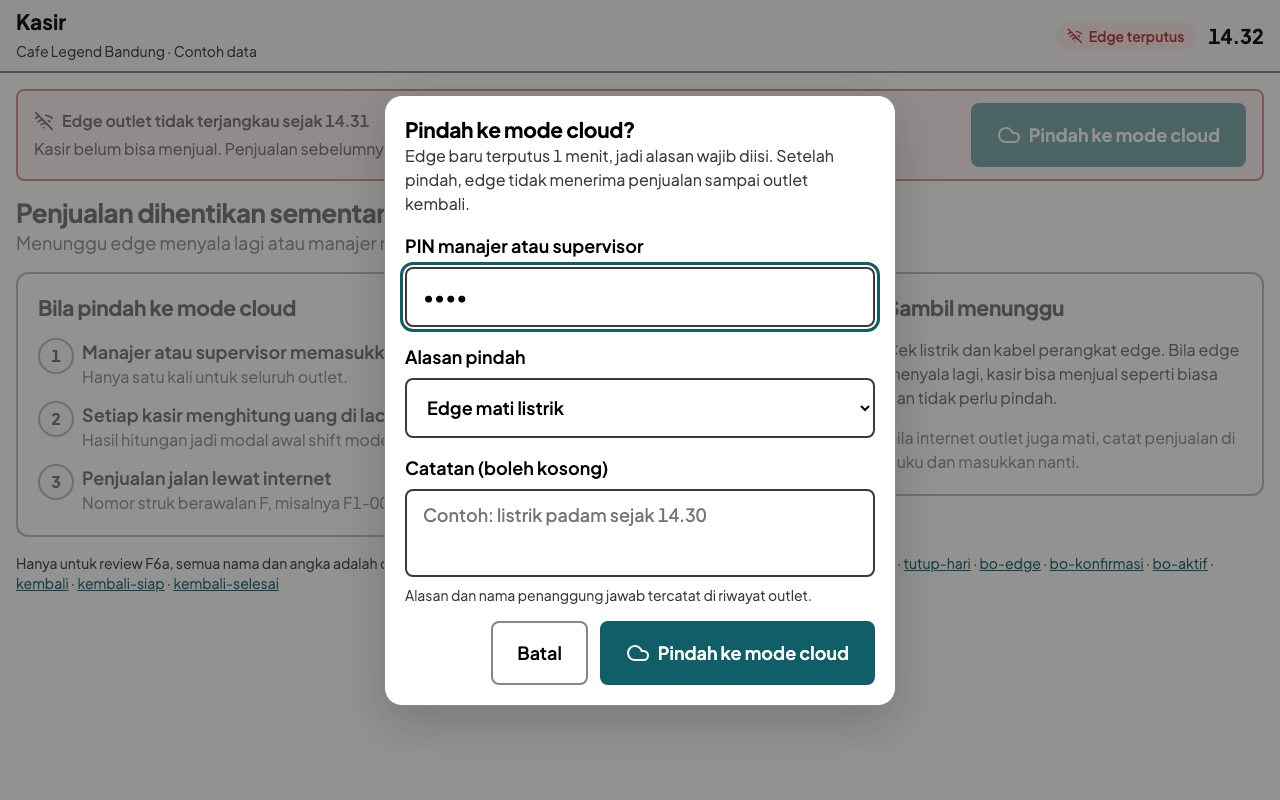 Kasir
Cafe Legend Bandung · Contoh data
Edge terputus
14.32
Edge outlet tidak terjangkau sejak 14.31
Kasir belum bisa menjual. Penjualan sebelumny
Pindah ke mode cloud
Penjualan dihentikan sementar
Menunggu edge menyala lagi atau manajer
Bila pindah ke mode cloud
1
Manajer atau supervisor memasukk
Hanya satu kali untuk seluruh outlet.
2
Setiap kasir menghitung uang di lac
Hasil hitungan jadi modal awal shift mode
3
Penjualan jalan lewat internet
Nomor struk berawalan F, misalnya F1-00
Sambil menunggu
Cek listrik dan kabel perangkat edge. Bila edge
menyala lagi, kasir bisa menjual seperti biasa
dan tidak perlu pindah.
Bila internet outlet juga mati, catat penjualan di
buku dan masukkan nanti.
Hanya untuk review F6a, semua nama dan angka adalah
· tutup-hari · bo-edge · bo-konfirmasi · bo-aktif ·
kembali · kembali-siap · kembali-selesai
Pindah ke mode cloud?
Edge baru terputus 1 menit, jadi alasan wajib diisi. Setelah
pindah, edge tidak menerima penjualan sampai outlet
kembali.
PIN manajer atau supervisor
••••
Alasan pindah
Edge mati listrik
Catatan (boleh kosong)
Contoh: listrik padam sejak 14.30
Alasan dan nama penanggung jawab tercatat di riwayat outlet.
Batal
Pindah ke mode cloud